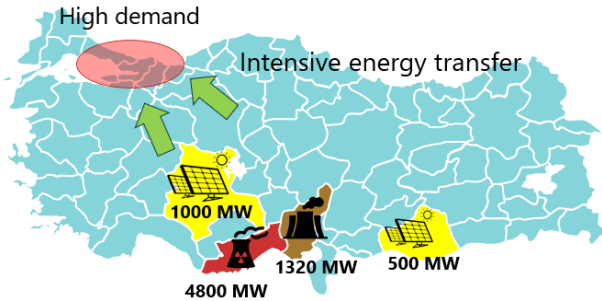 High demand
Intensive energy transfer
1000 MW
4800 MW
1320 MW
500 MW